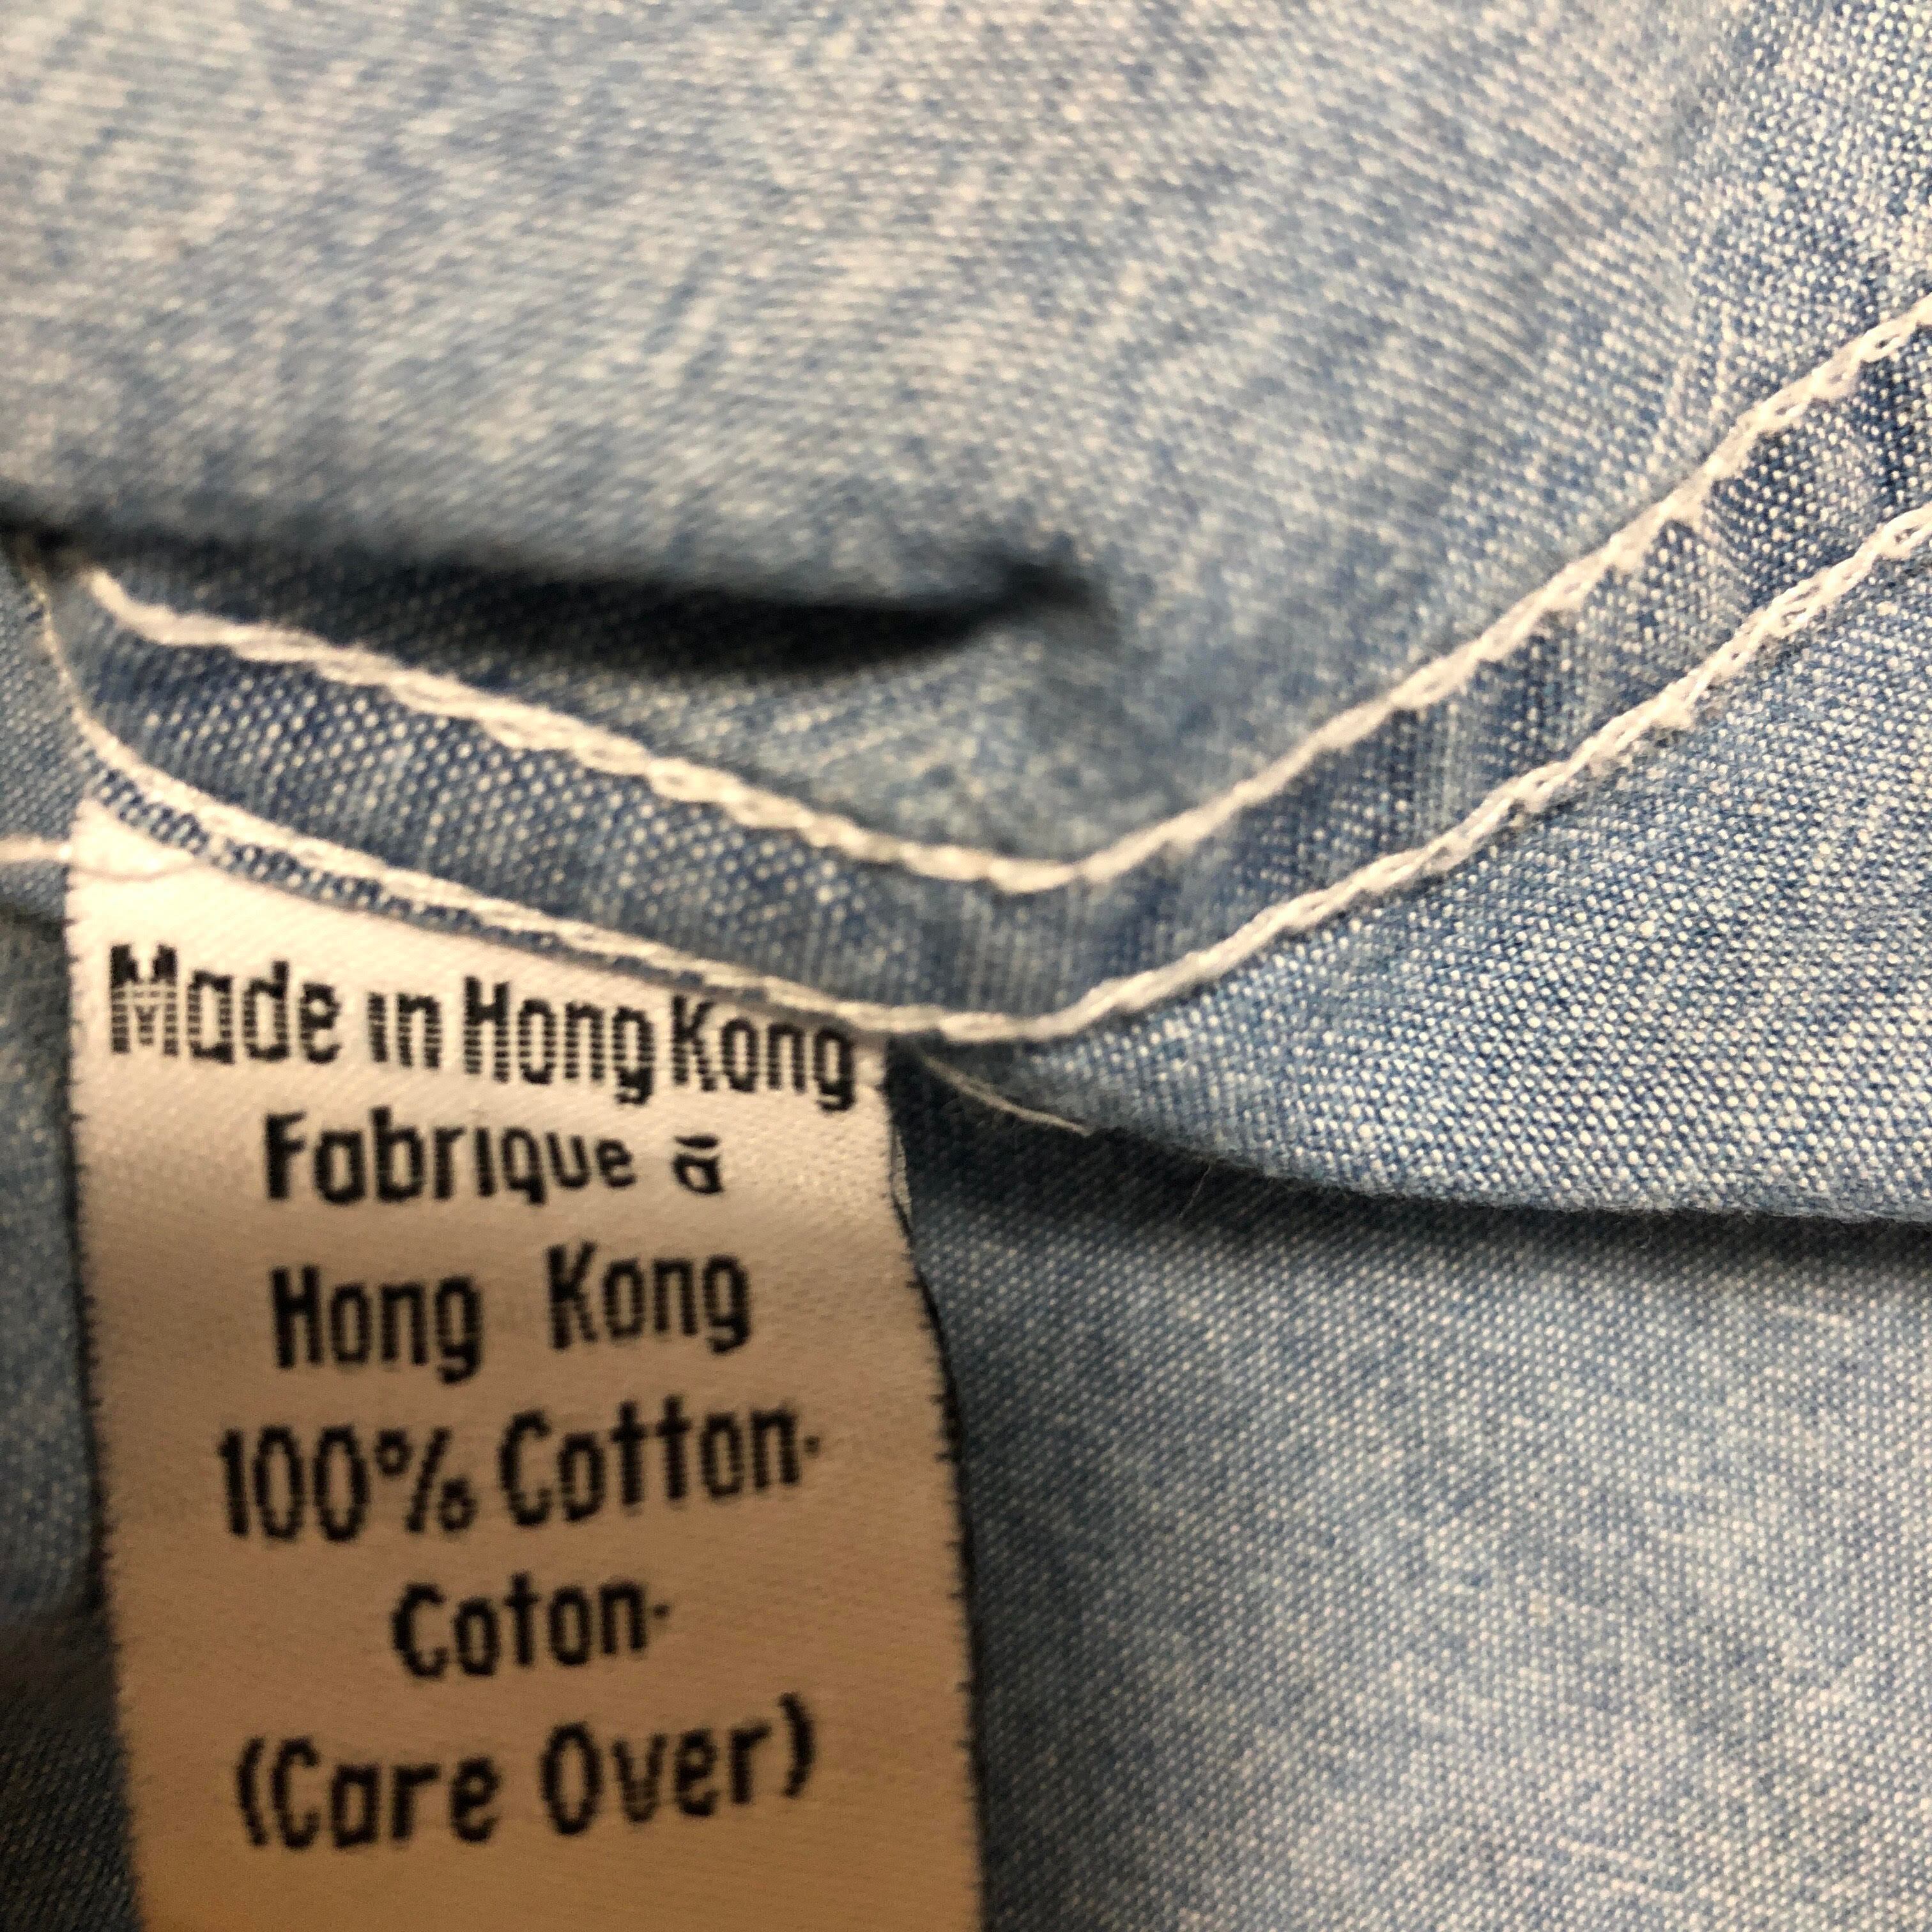 Made in Hong Kong
Fabrique à
Hong Kong
100% Cotton-
Coton-
(Care Over)